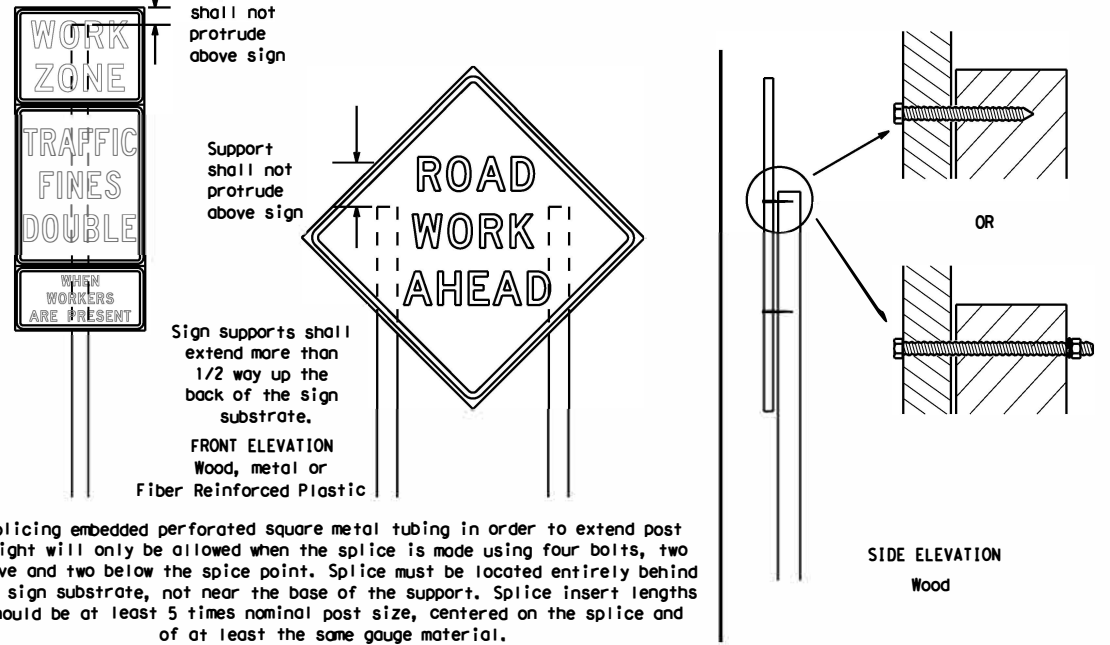 shall not
protrude
above sign
WORK
ZONE
TRAFFIC
FINES
DOUBLE
WHEN
WORKERS
ARE PRESENT
Support
shall not
protrude
above sign
ROAD
WORK
AHEAD
Sign supports shall
extend more than
1/2 way up the
back of the sign
substrate.
FRONT ELEVATION
Wood, metal or
Fiber Reinforced Plastic
OR
SIDE ELEVATION
Wood
plicing embedded perforated square metal tubing in order to extend post
ight will only be allowed when the splice is made using four bolts, two
ve and two below the spice point. Splice must be located entirely behind
sign substrate, not near the base of the support. Splice insert lengths
hould be at least 5 times nominal post size, centered on the splice and
of at least the same gauge material.